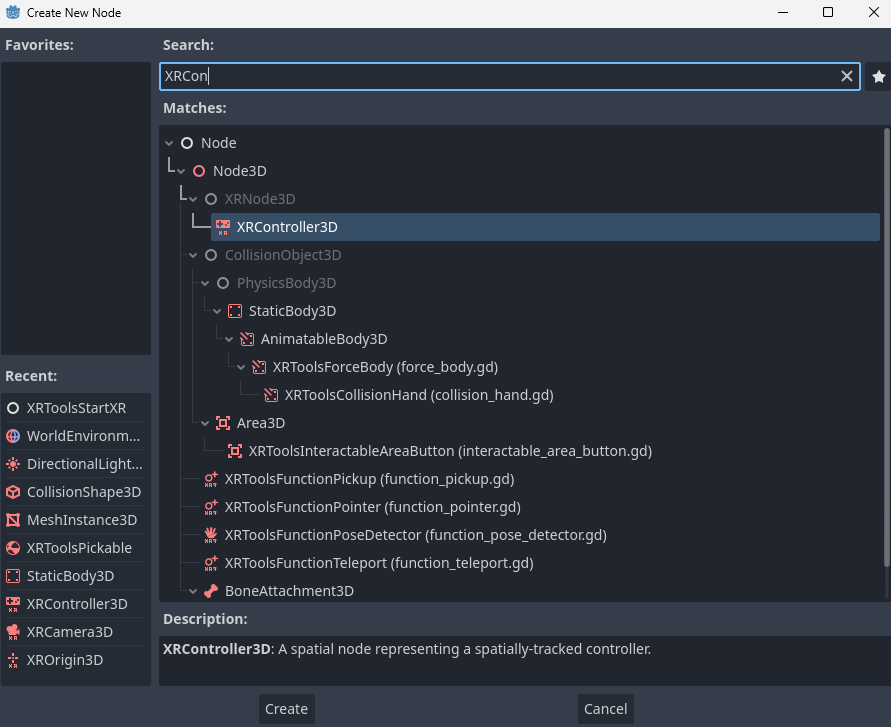 Create New Node
Favorites:
Search:
XRCon
Matches:
Node
Node3D
XRNode3D
XRController3D
CollisionObject3D
PhysicsBody3D
StaticBody3D
AnimatableBody3D
XRToolsForceBody (force_body.gd)
XRToolsCollisionHand (collision_hand.gd)
Area3D
XRToolsInteractableAreaButton (interactable_area_button.gd)
XRToolsFunctionPickup (function_pickup.gd)
XRToolsFunctionPointer (function_pointer.gd)
XRToolsFunctionPoseDetector (function_pose_detector.gd)
XRToolsFunctionTeleport (function_teleport.gd)
BoneAttachment3D
Recent:
XRToolsStartXR
WorldEnvironm...
DirectionalLight...
CollisionShape3D
MeshInstance3D
XRToolsPickable
StaticBody3D
XRController3D
XRCamera3D
XROrigin3D
Description:
XRController3D: A spatial node representing a spatially-tracked controller.
Create
Cancel